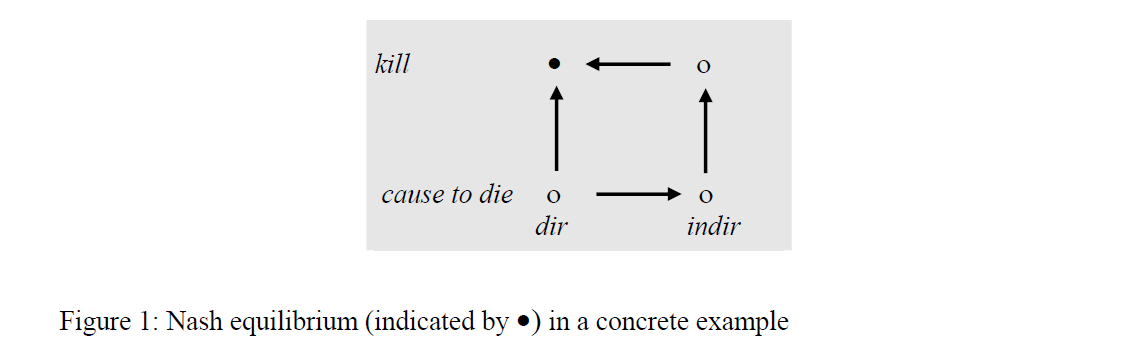 kill ● o
cause to die o o
dir indir
Figure 1: Nash equilibrium (indicated by ●) in a concrete example